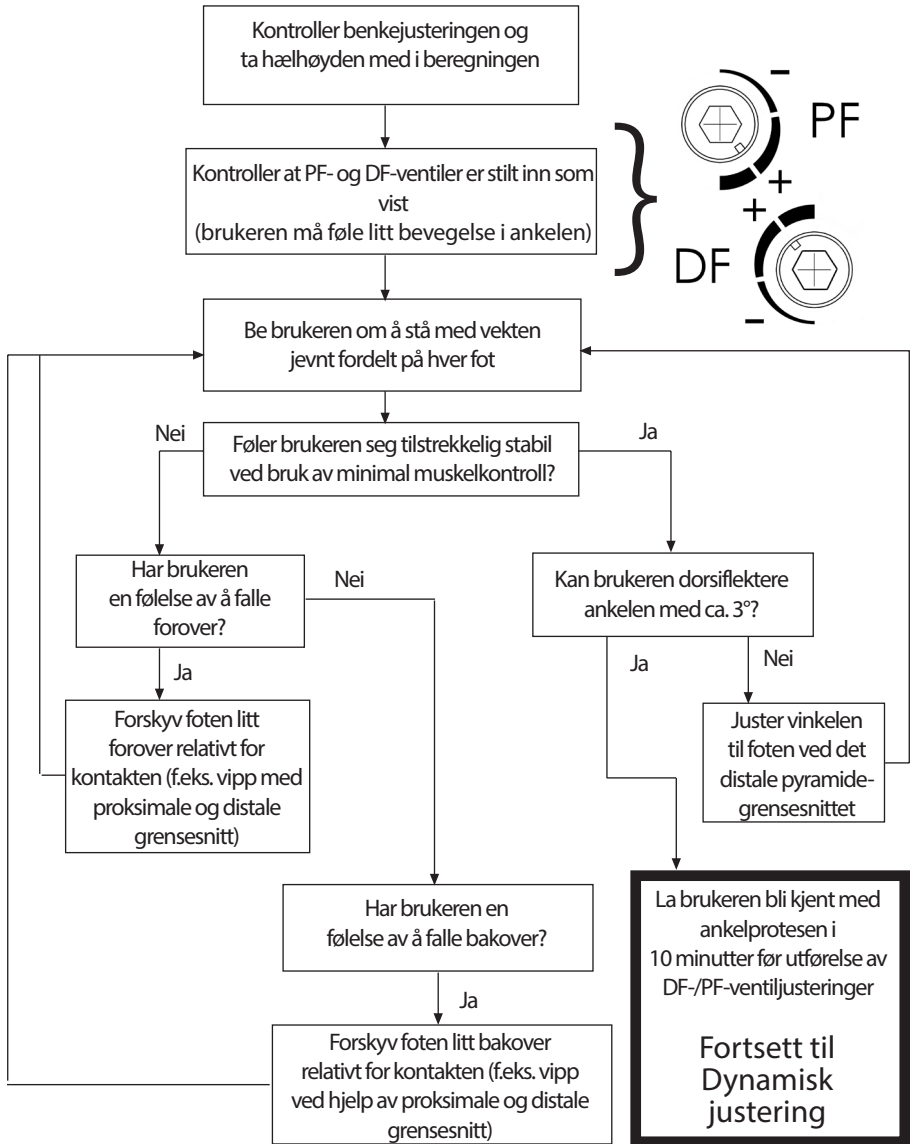 Kontroller benkejusteringen og
ta hælhøyden med i beregningen
Kontroller at PF- og DF-ventiler er stilt inn som
vist
(brukeren må føle litt bevegelse i ankelen)
-
PF
+
+
DF
-
Be brukeren om å stå med vekten
jevnt fordelt på hver fot
Nei
Føler brukeren seg tilstrekkelig stabil
ved bruk av minimal muskelkontroll?
Ja
Har brukeren
en følelse av å falle
forover?
Nei
Ja
Kan brukeren dorsiflektere
ankelen med ca. 3°?
Ja
Nei
Forskyv foten litt
forover relativt for
kontakten (f.eks. vipp med
proksimale og distale
grensesnitt)
Juster vinkelen
til foten ved det
distale pyramide-
grensesnittet
Har brukeren en
følelse av å falle bakover?
Ja
Forskyv foten litt bakover
relativt for kontakten (f.eks. vipp
ved hjelp av proksimale og distale
grensesnitt)
La brukeren bli kjent med
ankelprotesen i
10 minutter før utførelse av
DF-/PF-ventiljusteringer
Fortsett til
Dynamisk
justering